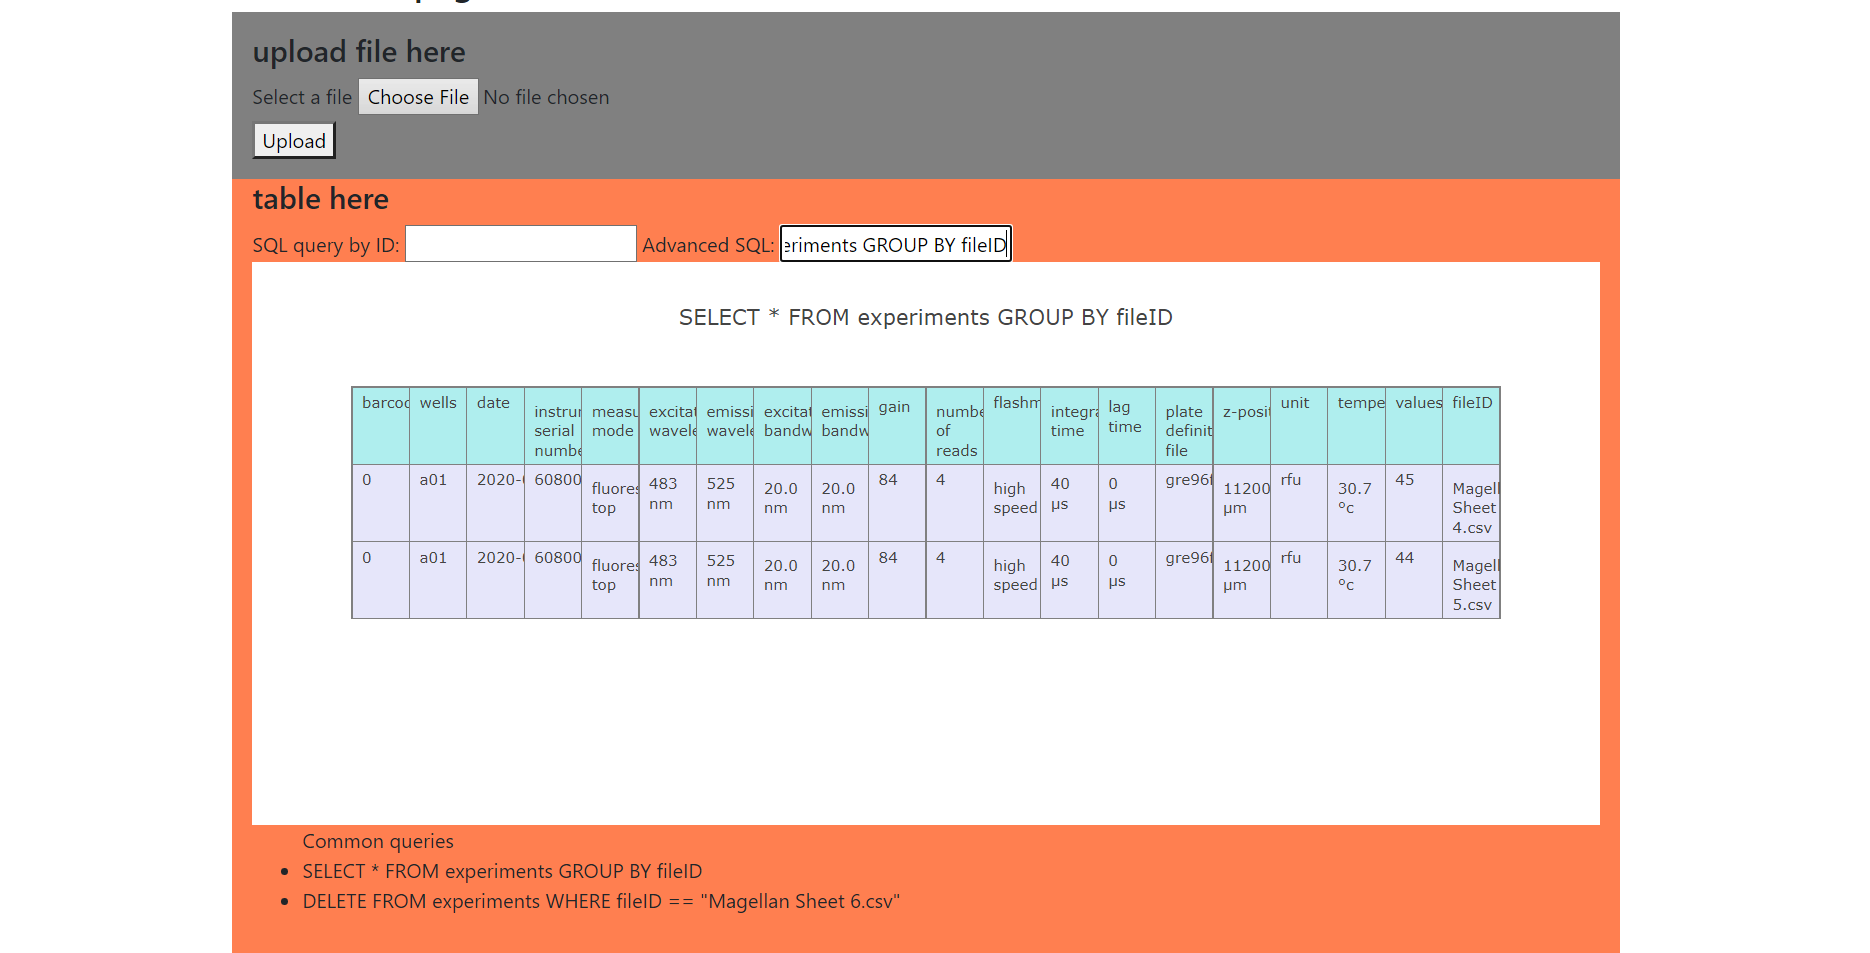 upload file here
Select a file Choose File No file chosen
Upload
table here
SQL query by ID: Advanced SQL: eriments GROUP BY fileID
SELECT * FROM experiments GROUP BY fileID
barcod wells date instrur serial numbe measu mode excitat wavele emissi wavele excitat bandw emissi bandw gain numbe of reads flashm integra time lag time plate definit file z-posit unit tempe values fileID
0 a01 2020- 60800 fluores top 483 nm 525 nm 20.0 nm 20.0 nm 84 4 high speed 40 µs 0 µs gre96f 11200 µm rfu 30.7 °c 45 Magell Sheet 4.csv
0 a01 2020- 60800 fluores top 483 nm 525 nm 20.0 nm 20.0 nm 84 4 high speed 40 µs 0 µs gre96f 11200 µm rfu 30.7 °c 44 Magell Sheet 5.csv
Common queries
• SELECT * FROM experiments GROUP BY fileID
• DELETE FROM experiments WHERE fileID == "Magellan Sheet 6.csv"